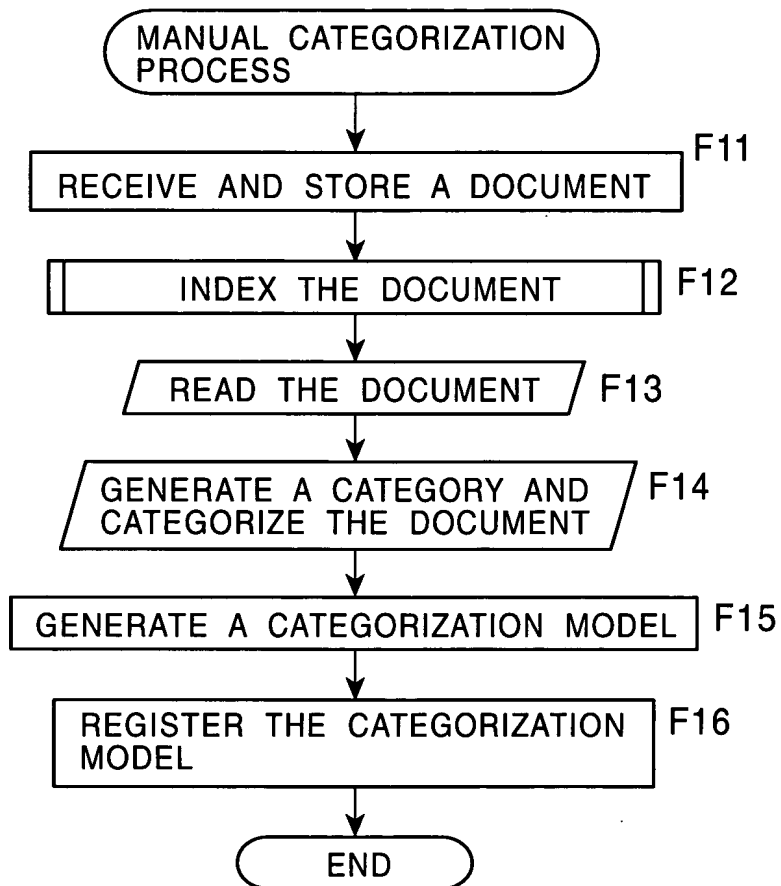 MANUAL CATEGORIZATION
PROCESS
F11
RECEIVE AND STORE A DOCUMENT
INDEX THE DOCUMENT F12
READ THE DOCUMENT F13
GENERATE A CATEGORY AND F14
CATEGORIZE THE DOCUMENT
GENERATE A CATEGORIZATION MODEL F15
REGISTER THE CATEGORIZATION F16
MODEL
END